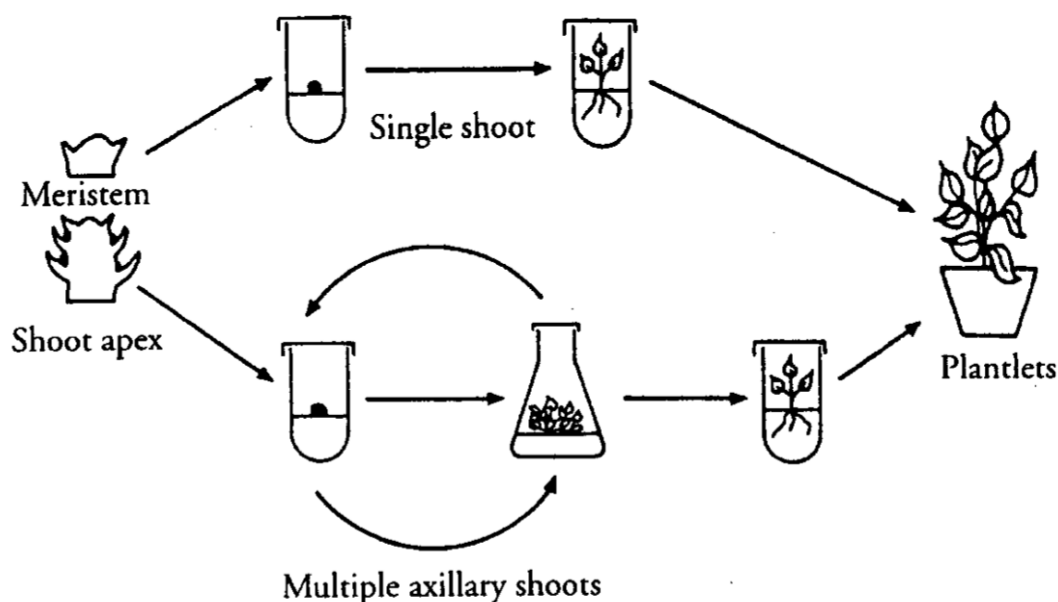 Single shoot
Meristem
Shoot apex
Plantlets
Multiple axillary shoots